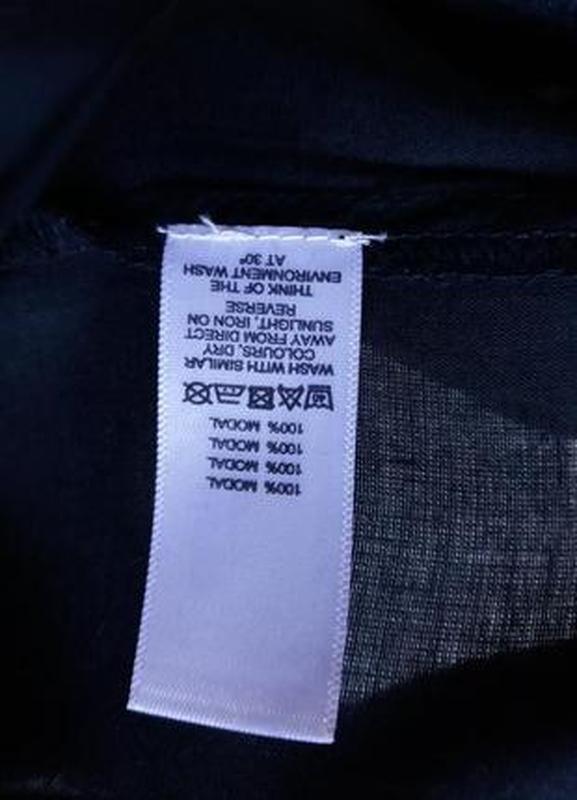 100% MODAL
100% MODAL
100% MODAL
100% MODAL
WASH WITH SIMILAR
COLOURS, DRY
AWAY FROM DIRECT
SUNLIGHT, IRON ON
REVERSE
THINK OF THE
ENVIRONMENT WASH
AT 30°